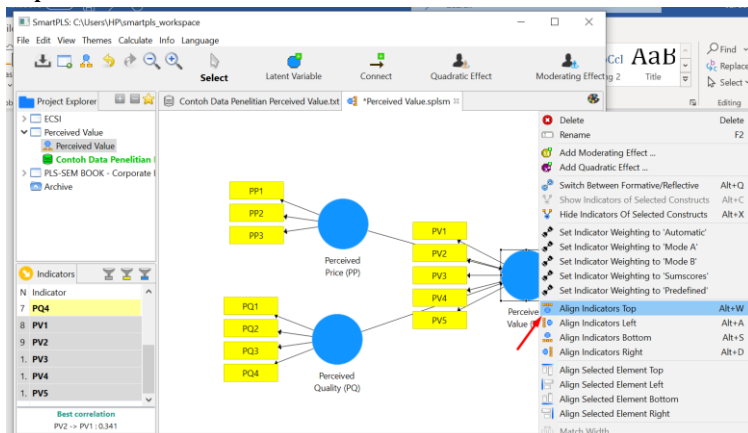 SmartPLS: C:\Users\HP\smartpls_workspace
File Edit View Themes Calculate Info Language
Select
Latent Variable
Connect
Quadratic Effect
Moderating Effect
AaB
Title
Find
Replace
Select
Editing
Project Explorer
Contoh Data Penelitian Perceived Value.txt
*Perceived Value.splsm
ECSI
Perceived Value
Perceived Value
Contoh Data Penelitian
PLS-SEM BOOK - Corporate
Archive
Indicators
N Indicator
7 PQ4
8 PV1
9 PV2
1. PV3
1. PV4
1. PV5
Best correlation
PV2 -> PV1 : 0.341
PP1
PP2
PP3
Perceived
Price (PP)
PQ1
PQ2
PQ3
PQ4
Perceived
Quality (PQ)
PV1
PV2
PV3
PV4
PV5
Delete Delete
Rename F2
Add Moderating Effect ...
Add Quadratic Effect ...
Switch Between Formative/Reflective Alt+Q
Show Indicators of Selected Constructs Alt+C
Hide Indicators Of Selected Constructs Alt+X
Set Indicator Weighting to 'Automatic'
Set Indicator Weighting to 'Mode A'
Set Indicator Weighting to 'Mode B'
Set Indicator Weighting to 'Sumscores'
Set Indicator Weighting to 'Predefined'
Align Indicators Top Alt+W
Align Indicators Left Alt+A
Align Indicators Bottom Alt+S
Align Indicators Right Alt+D
Align Selected Element Top
Align Selected Element Left
Align Selected Element Bottom
Align Selected Element Right
Match Width